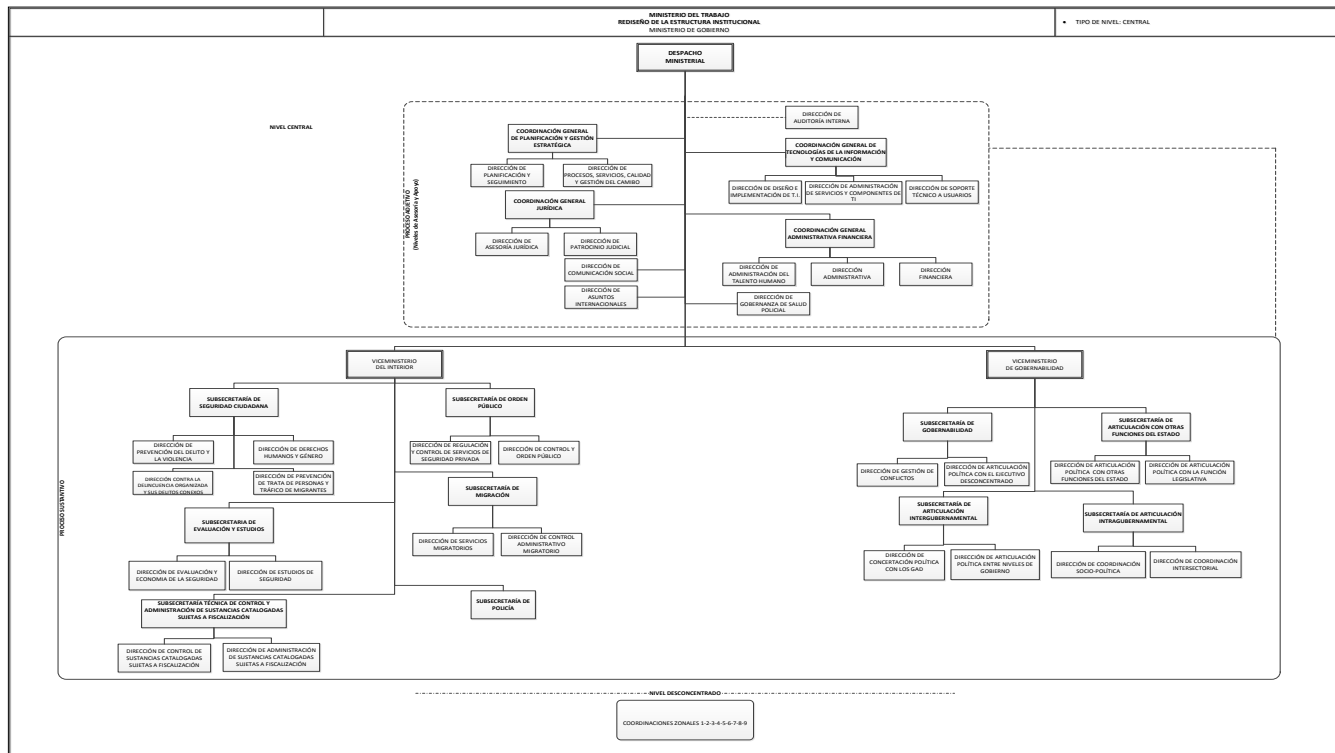 MINISTERIO DEL TRABAJO
REDISEÑO DE LA ESTRUCTURA INSTITUCIONAL
MINISTERIO DE GOBIERNO
• TIPO DE NIVEL: CENTRAL
DESPACHO
MINISTERIAL
NIVEL CENTRAL
PROCESO ADJETIVO
(Niveles de Asesoría y Apoyo)
DIRECCIÓN DE
AUDITORÍA INTERNA
COORDINACIÓN GENERAL
DE PLANIFICACIÓN Y GESTIÓN
ESTRATÉGICA
COORDINACIÓN GENERAL DE
TECNOLOGÍAS DE LA INFORMACIÓN
Y COMUNICACIÓN
DIRECCIÓN DE
PLANIFICACIÓN Y
SEGUIMIENTO
DIRECCIÓN DE
PROCESOS, SERVICIOS, CALIDAD
Y GESTIÓN DEL CAMIBO
DIRECCIÓN DE DISEÑO E
IMPLEMENTACIÓN DE T.I.
DIRECCIÓN DE ADMINISTRACIÓN
DE SERVICIOS Y COMPONENTES DE
TI
DIRECCIÓN DE SOPORTE
TÉCNICO A USUARIOS
COORDINACIÓN GENERAL
JURÍDICA
COORDINACIÓN GENERAL
ADMINISTRATIVA FINANCIERA
DIRECCIÓN DE
ASESORÍA JURÍDICA
DIRECCIÓN DE
PATROCINIO JUDICIAL
DIRECCIÓN DE
COMUNICACIÓN SOCIAL
DIRECCIÓN DE
ADMINISTRACIÓN DEL
TALENTO HUMANO
DIRECCIÓN
ADMINISTRATIVA
DIRECCIÓN
FINANCIERA
DIRECCIÓN DE
ASUNTOS
INTERNACIONALES
DIRECCIÓN DE
GOBERNANZA DE SALUD
POLICIAL
PROCESO SUSTANTIVO
VICEMINISTERIO
DEL INTERIOR
VICEMINISTERIO
DE GOBERNABILIDAD
SUBSECRETARÍA DE
SEGURIDAD CIUDADANA
SUBSECRETARÍA DE ORDEN
PÚBLICO
SUBSECRETARÍA DE
GOBERNABILIDAD
SUBSECRETARÍA DE
ARTICULACIÓN CON OTRAS
FUNCIONES DEL ESTADO
DIRECCIÓN DE
PREVENCIÓN DEL DELITO Y
LA VIOLENCIA
DIRECCIÓN DE DERECHOS
HUMANOS Y GÉNERO
DIRECCIÓN DE REGULACIÓN
Y CONTROL DE SERVICIOS DE
SEGURIDAD PRIVADA
DIRECCIÓN DE CONTROL Y
ORDEN PÚBLICO
DIRECCIÓN DE GESTIÓN DE
CONFLICTOS
DIRECCIÓN DE ARTICULACIÓN
POLÍTICA CON EL EJECUTIVO
DESCONCENTRADO
DIRECCIÓN DE ARTICULACIÓN
POLÍTICA CON OTRAS
FUNCIONES DEL ESTADO
DIRECCIÓN DE ARTICULACIÓN
POLÍTICA CON LA FUNCIÓN
LEGISLATIVA
DIRECCIÓN CONTRA LA
DELINCUENCIA ORGANIZADA
Y SUS DELITOS CONEXOS
DIRECCIÓN DE PREVENCIÓN
DE TRATA DE PERSONAS Y
TRÁFICO DE MIGRANTES
SUBSECRETARÍA DE
MIGRACIÓN
SUBSECRETARÍA DE
ARTICULACIÓN
INTERGUBERNAMENTAL
SUBSECRETARÍA DE ARTICULACIÓN
INTRAGUBERNAMENTAL
SUBSECRETARIA DE
EVALUACIÓN Y ESTUDIOS
DIRECCIÓN DE SERVICIOS
MIGRATORIOS
DIRECCIÓN DE CONTROL
ADMINISTRATIVO
MIGRATORIO
DIRECCIÓN DE
CONCERTACIÓN POLÍTICA
CON LOS GAD
DIRECCIÓN DE ARTICULACIÓN
POLÍTICA ENTRE NIVELES DE
GOBIERNO
DIRECCIÓN DE COORDINACIÓN
SOCIO-POLÍTICA
DIRECCIÓN DE COORDINACIÓN
INTERSECTORIAL
DIRECCIÓN DE EVALUACIÓN Y
ECONOMIA DE LA SEGURIDAD
DIRECCIÓN DE ESTUDIOS DE
SEGURIDAD
SUBSECRETARÍA TÉCNICA DE CONTROL Y
ADMINISTRACIÓN DE SUSTANCIAS CATALOGADAS
SUJETAS A FISCALIZACIÓN
SUBSECRETARÍA DE
POLICÍA
DIRECCIÓN DE CONTROL DE
SUSTANCIAS CATALOGADAS
SUJETAS A FISCALIZACIÓN
DIRECCIÓN DE ADMINISTRACIÓN
DE SUSTANCIAS CATALOGADAS
SUJETAS A FISCALIZACIÓN
NIVEL DESCONCENTRADO
COORDINACIONES ZONALES 1-2-3-4-5-6-7-8-9